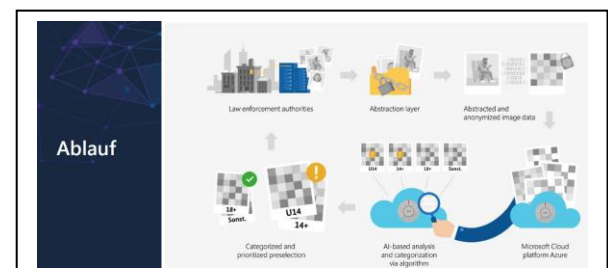 Ablauf
Law enforcement authorities
Abstraction layer
Abstracted and
anonymized image data
U14
14+
18+
Sonst.
18+
Sonst.
U14
14+
Categorized and
prioritized preselection
AI-based analysis
and categorization
via algorithm
Microsoft Cloud
platform Azure